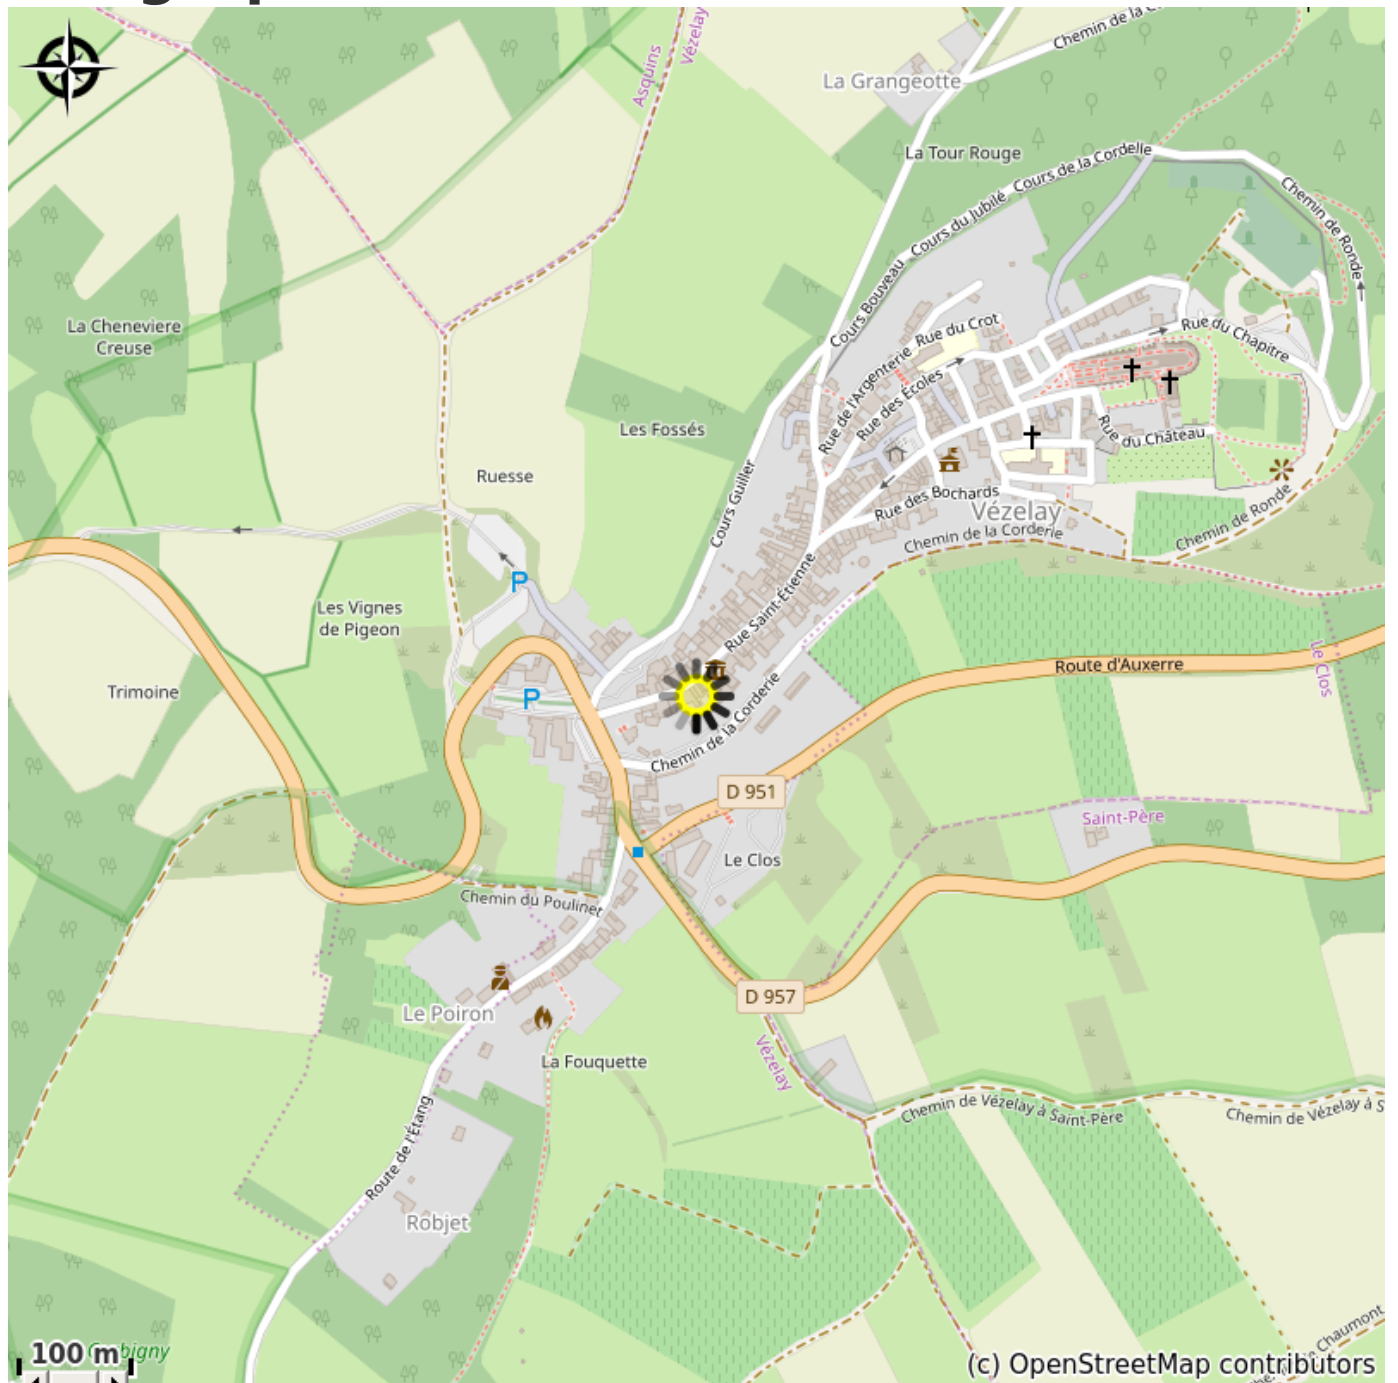 Chemin de la C
Asquins
Vézelay
La Grangeotte
La Tour Rouge
Cours de la Cordelle
Cours du Jubilé
Chemin de Ronde
Cours Bouveau
La Cheneviere
Creuse
Rue du Crot
Rue du Chapitre
Rue de l'Argenterie
Rue des Écoles
Les Fossés
Rue du Château
Ruesse
Cours Guiller
Rue des Bochards
Vézelay
Chemin de la Corderie
Chemin de Ronde
P
Les Vignes
de Pigeon
Rue Saint-Étienne
Le Clos
Route d'Auxerre
Trimoine
P
Chemin de la Corderie
D 951
Saint-Père
Le Clos
Chemin du Poulinet
D 957
Le Poiron
La Fouquette
Vézelay
Chemin de Vézelay à Saint-Père
Chemin de Vézelay à S
Route de l'Étang
Robjet
Chaumont
100 m
bigny
(c) OpenStreetMap contributors